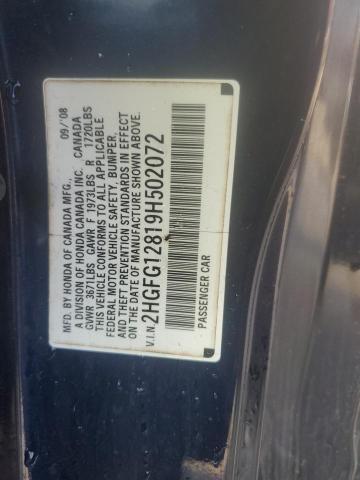 MFD. BY HONDA OF CANADA MFG., 09/'08
A DIVISION OF HONDA CANADA INC. CANADA
GVWR 3671LBS GAWR F 1973LBS R 1720LBS
THIS VEHICLE CONFORMS TO ALL APPLICABLE
FEDERAL MOTOR VEHICLE SAFETY, BUMPER,
AND THEFT PREVENTION STANDARDS IN EFFECT
ON THE DATE OF MANUFACTURE SHOWN ABOVE.
V.I.N. 2HGFG12819H502072
PASSENGER CAR